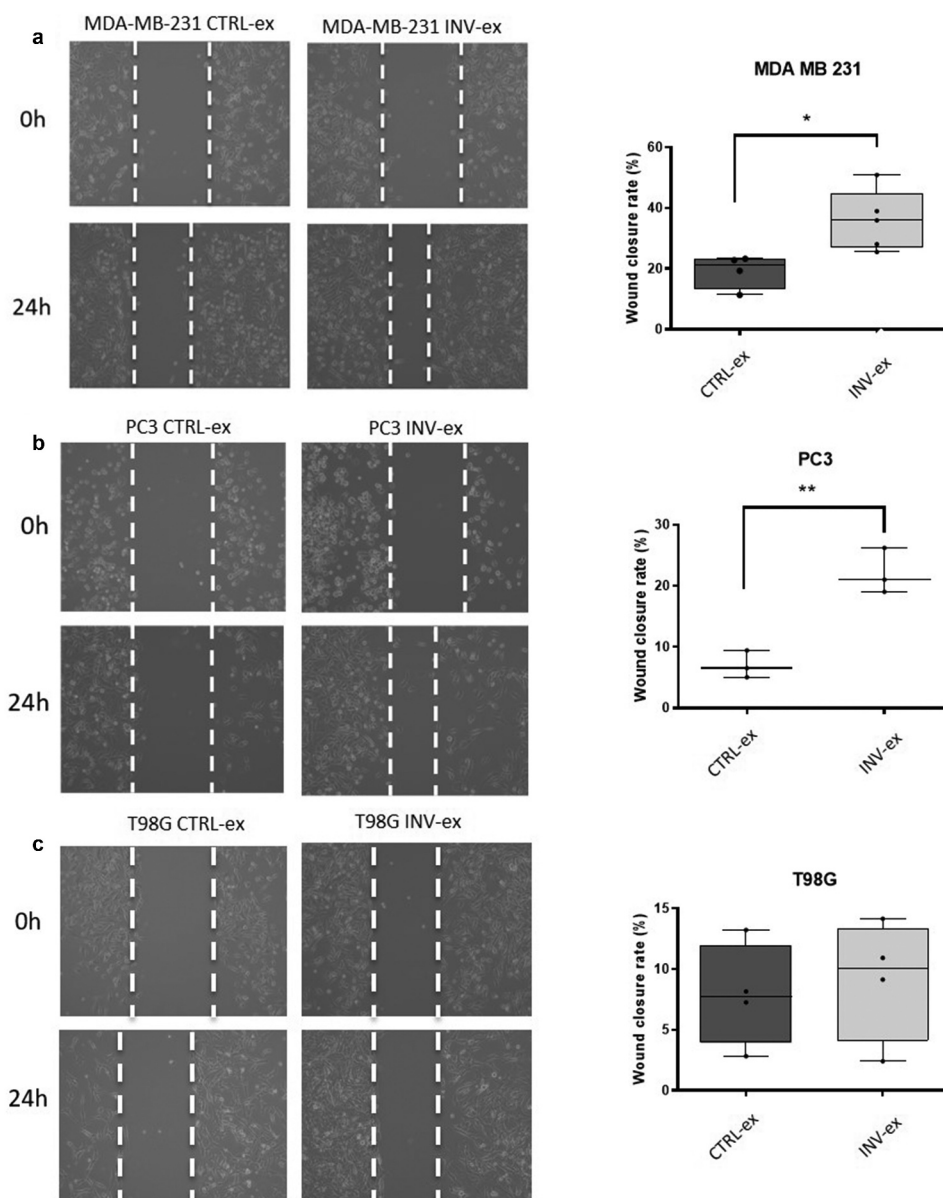 a
MDA-MB-231 CTRL-ex
MDA-MB-231 INV-ex
0h
24h
MDA MB 231
*
Wound closure rate (%)
60
40
20
0
CTRL-ex
INV-ex
b
PC3 CTRL-ex
PC3 INV-ex
0h
24h
PC3
**
Wound closure rate (%)
30
20
10
0
CTRL-ex
INV-ex
c
T98G CTRL-ex
T98G INV-ex
0h
24h
T98G
Wound closure rate (%)
15
10
5
0
CTRL-ex
INV-ex